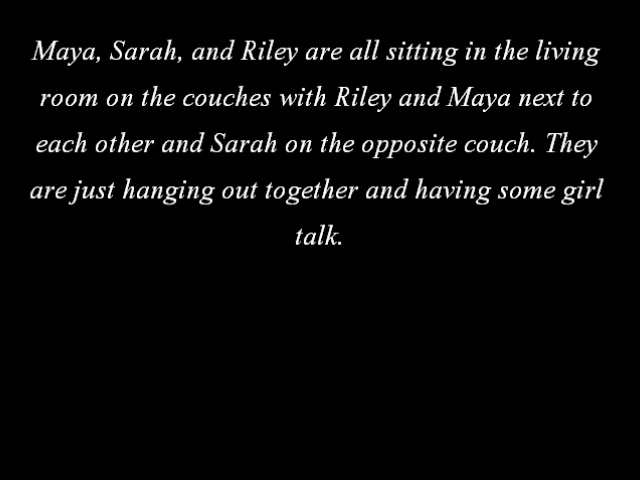 Maya, Sarah, and Riley are all sitting in the living
room on the couches with Riley and Maya next to
each other and Sarah on the opposite couch. They
are just hanging out together and having some girl
talk.